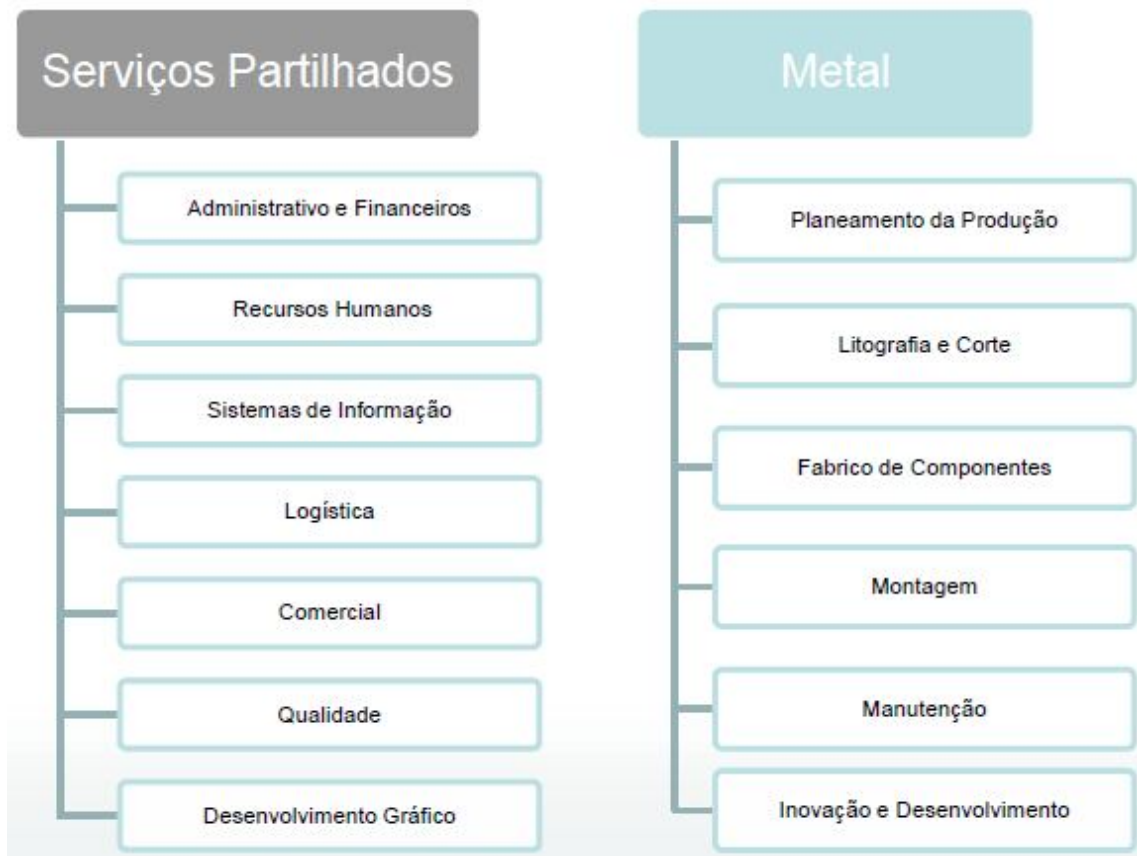 Serviços Partilhados
Administrativo e Financeiros
Recursos Humanos
Sistemas de Informação
Logística
Comercial
Qualidade
Desenvolvimento Gráfico
Metal
Planeamento da Produção
Litografia e Corte
Fabrico de Componentes
Montagem
Manutenção
Inovação e Desenvolvimento